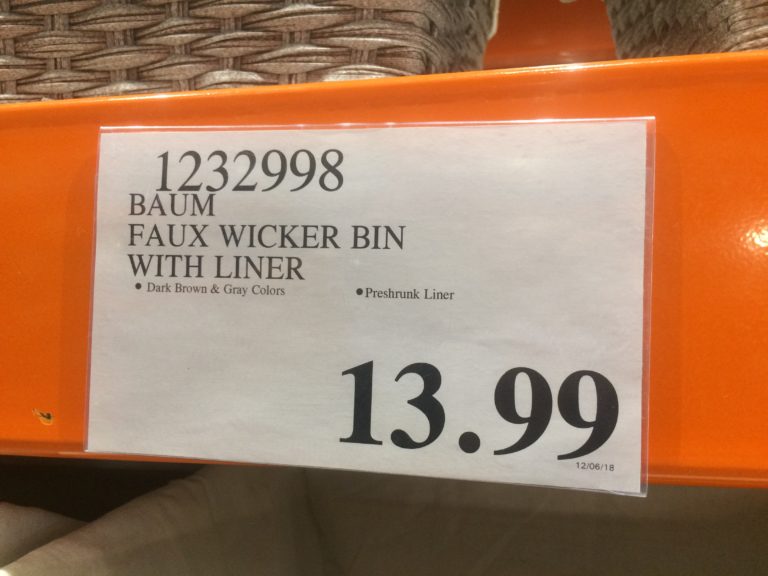 1232998
BAUM
FAUX WICKER BIN
WITH LINER
• Dark Brown & Gray Colors • Preshrunk Liner
13.99
12/06/18